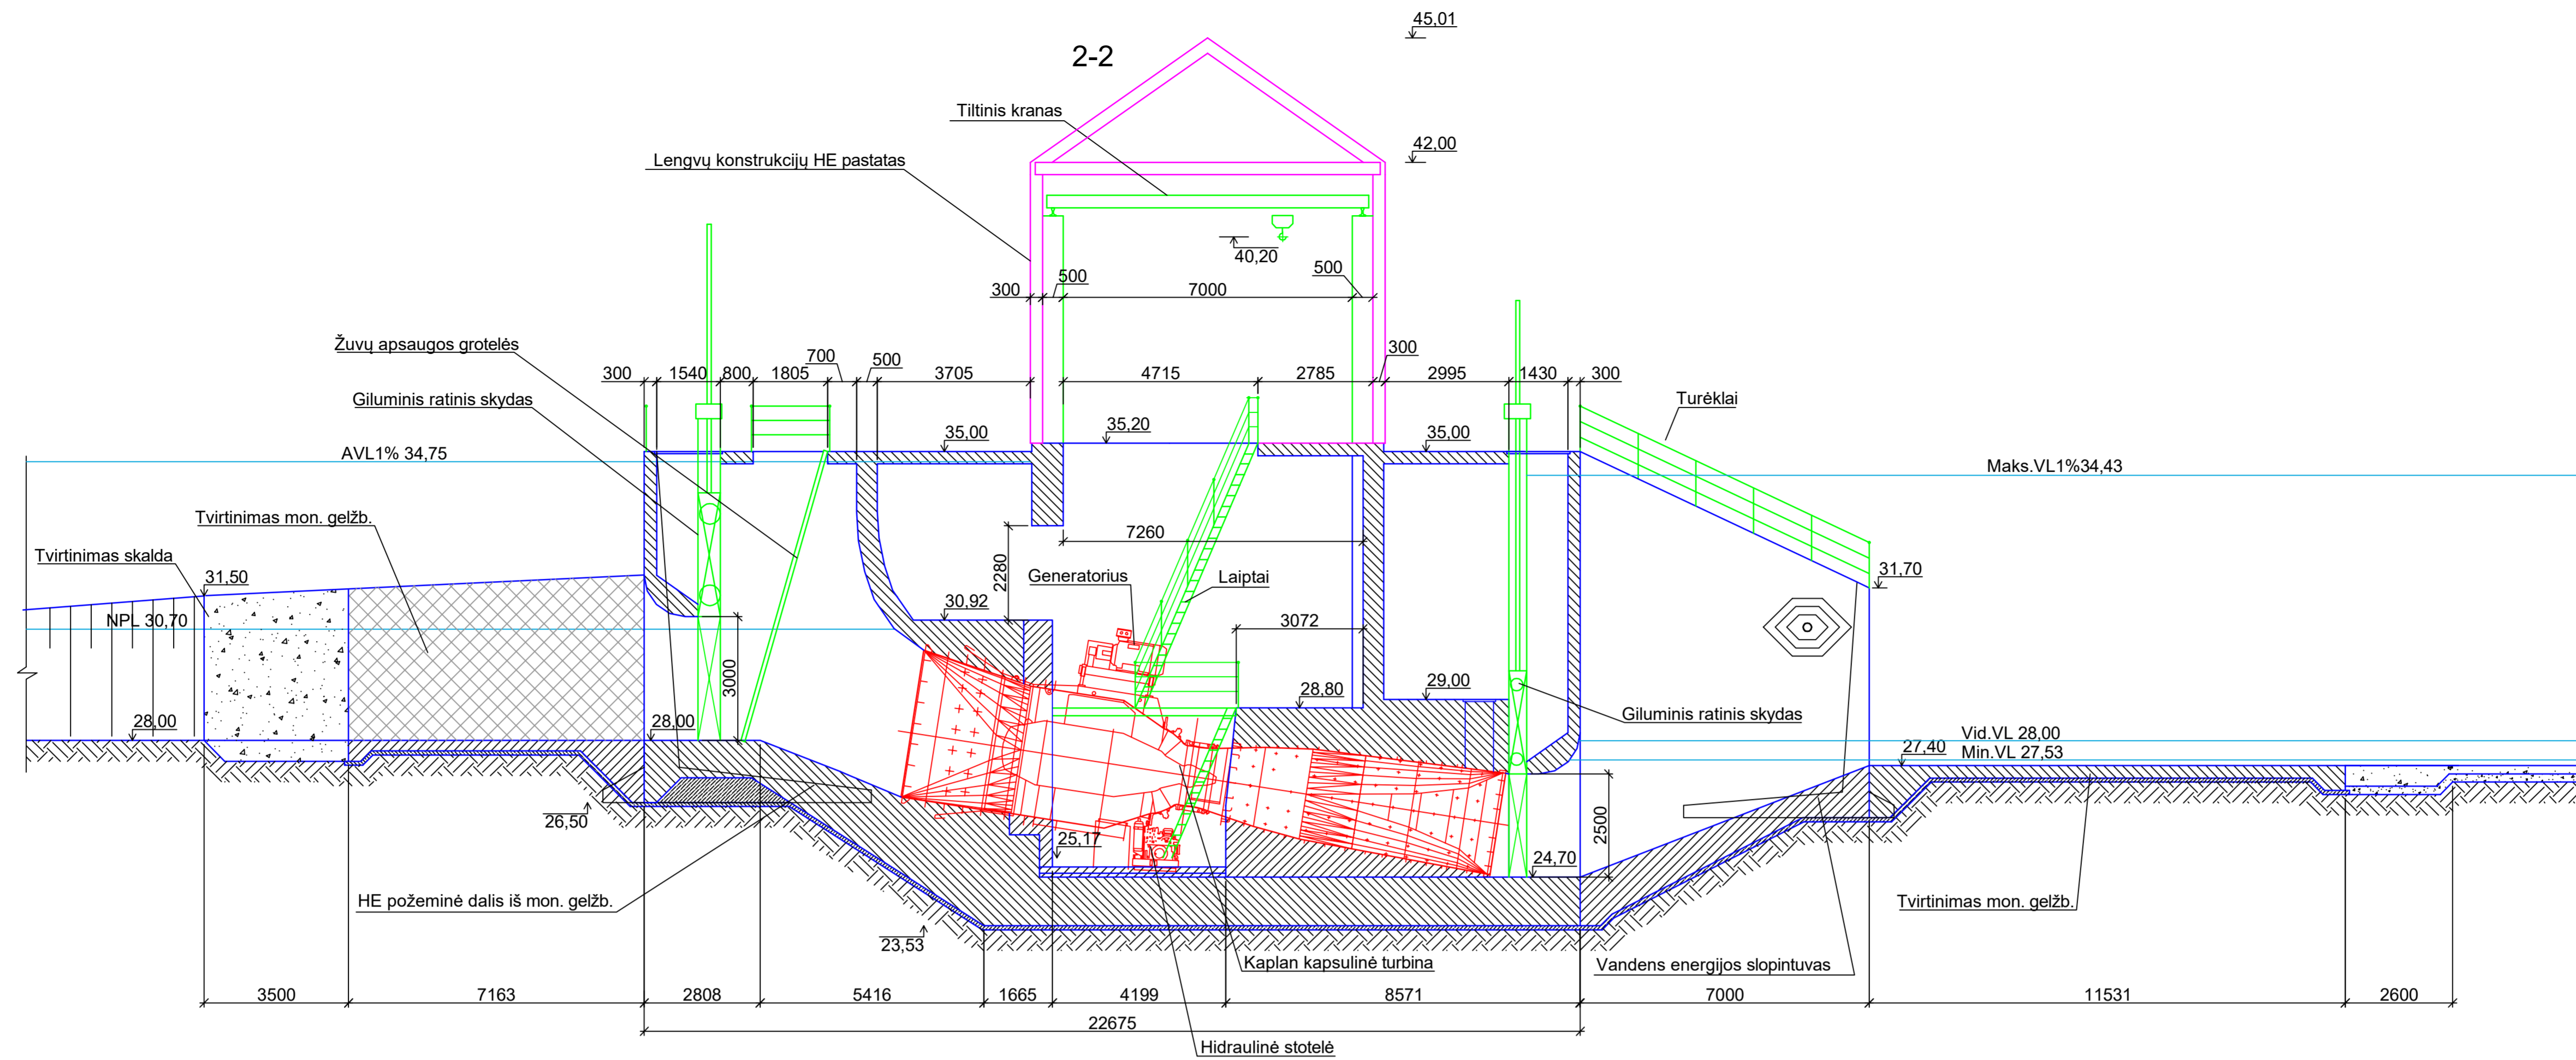 45,01
2-2
Tiltinis kranas
42,00
Lengvų konstrukcijų HE pastatas
40,20
500
500
300
7000
Žuvų apsaugos grotelės
700
500
300
300
1540
800
1805
3705
4715
2785
2995
1430
300
Giluminis ratinis skydas
Turėklai
35,20
35,00
35,00
AVL1% 34,75
Maks.VL1%34,43
Tvirtinimas mon. gelžb.
7260
Tvirtinimas skalda
2280
Generatorius
Laiptai
31,50
31,70
30,92
NPL 30,70
3072
3000
28,80
29,00
Giluminis ratinis skydas
28,00
28,00
Vid.VL 28,00
27,40
Min.VL 27,53
26,50
25,17
2500
24,70
HE požeminė dalis iš mon. gelžb.
Tvirtinimas mon. gelžb.
23,53
Kaplan kapsulinė turbina
Vandens energijos slopintuvas
3500
7163
2808
5416
1665
4199
8571
7000
11531
2600
22675
Hidraulinė stotelė